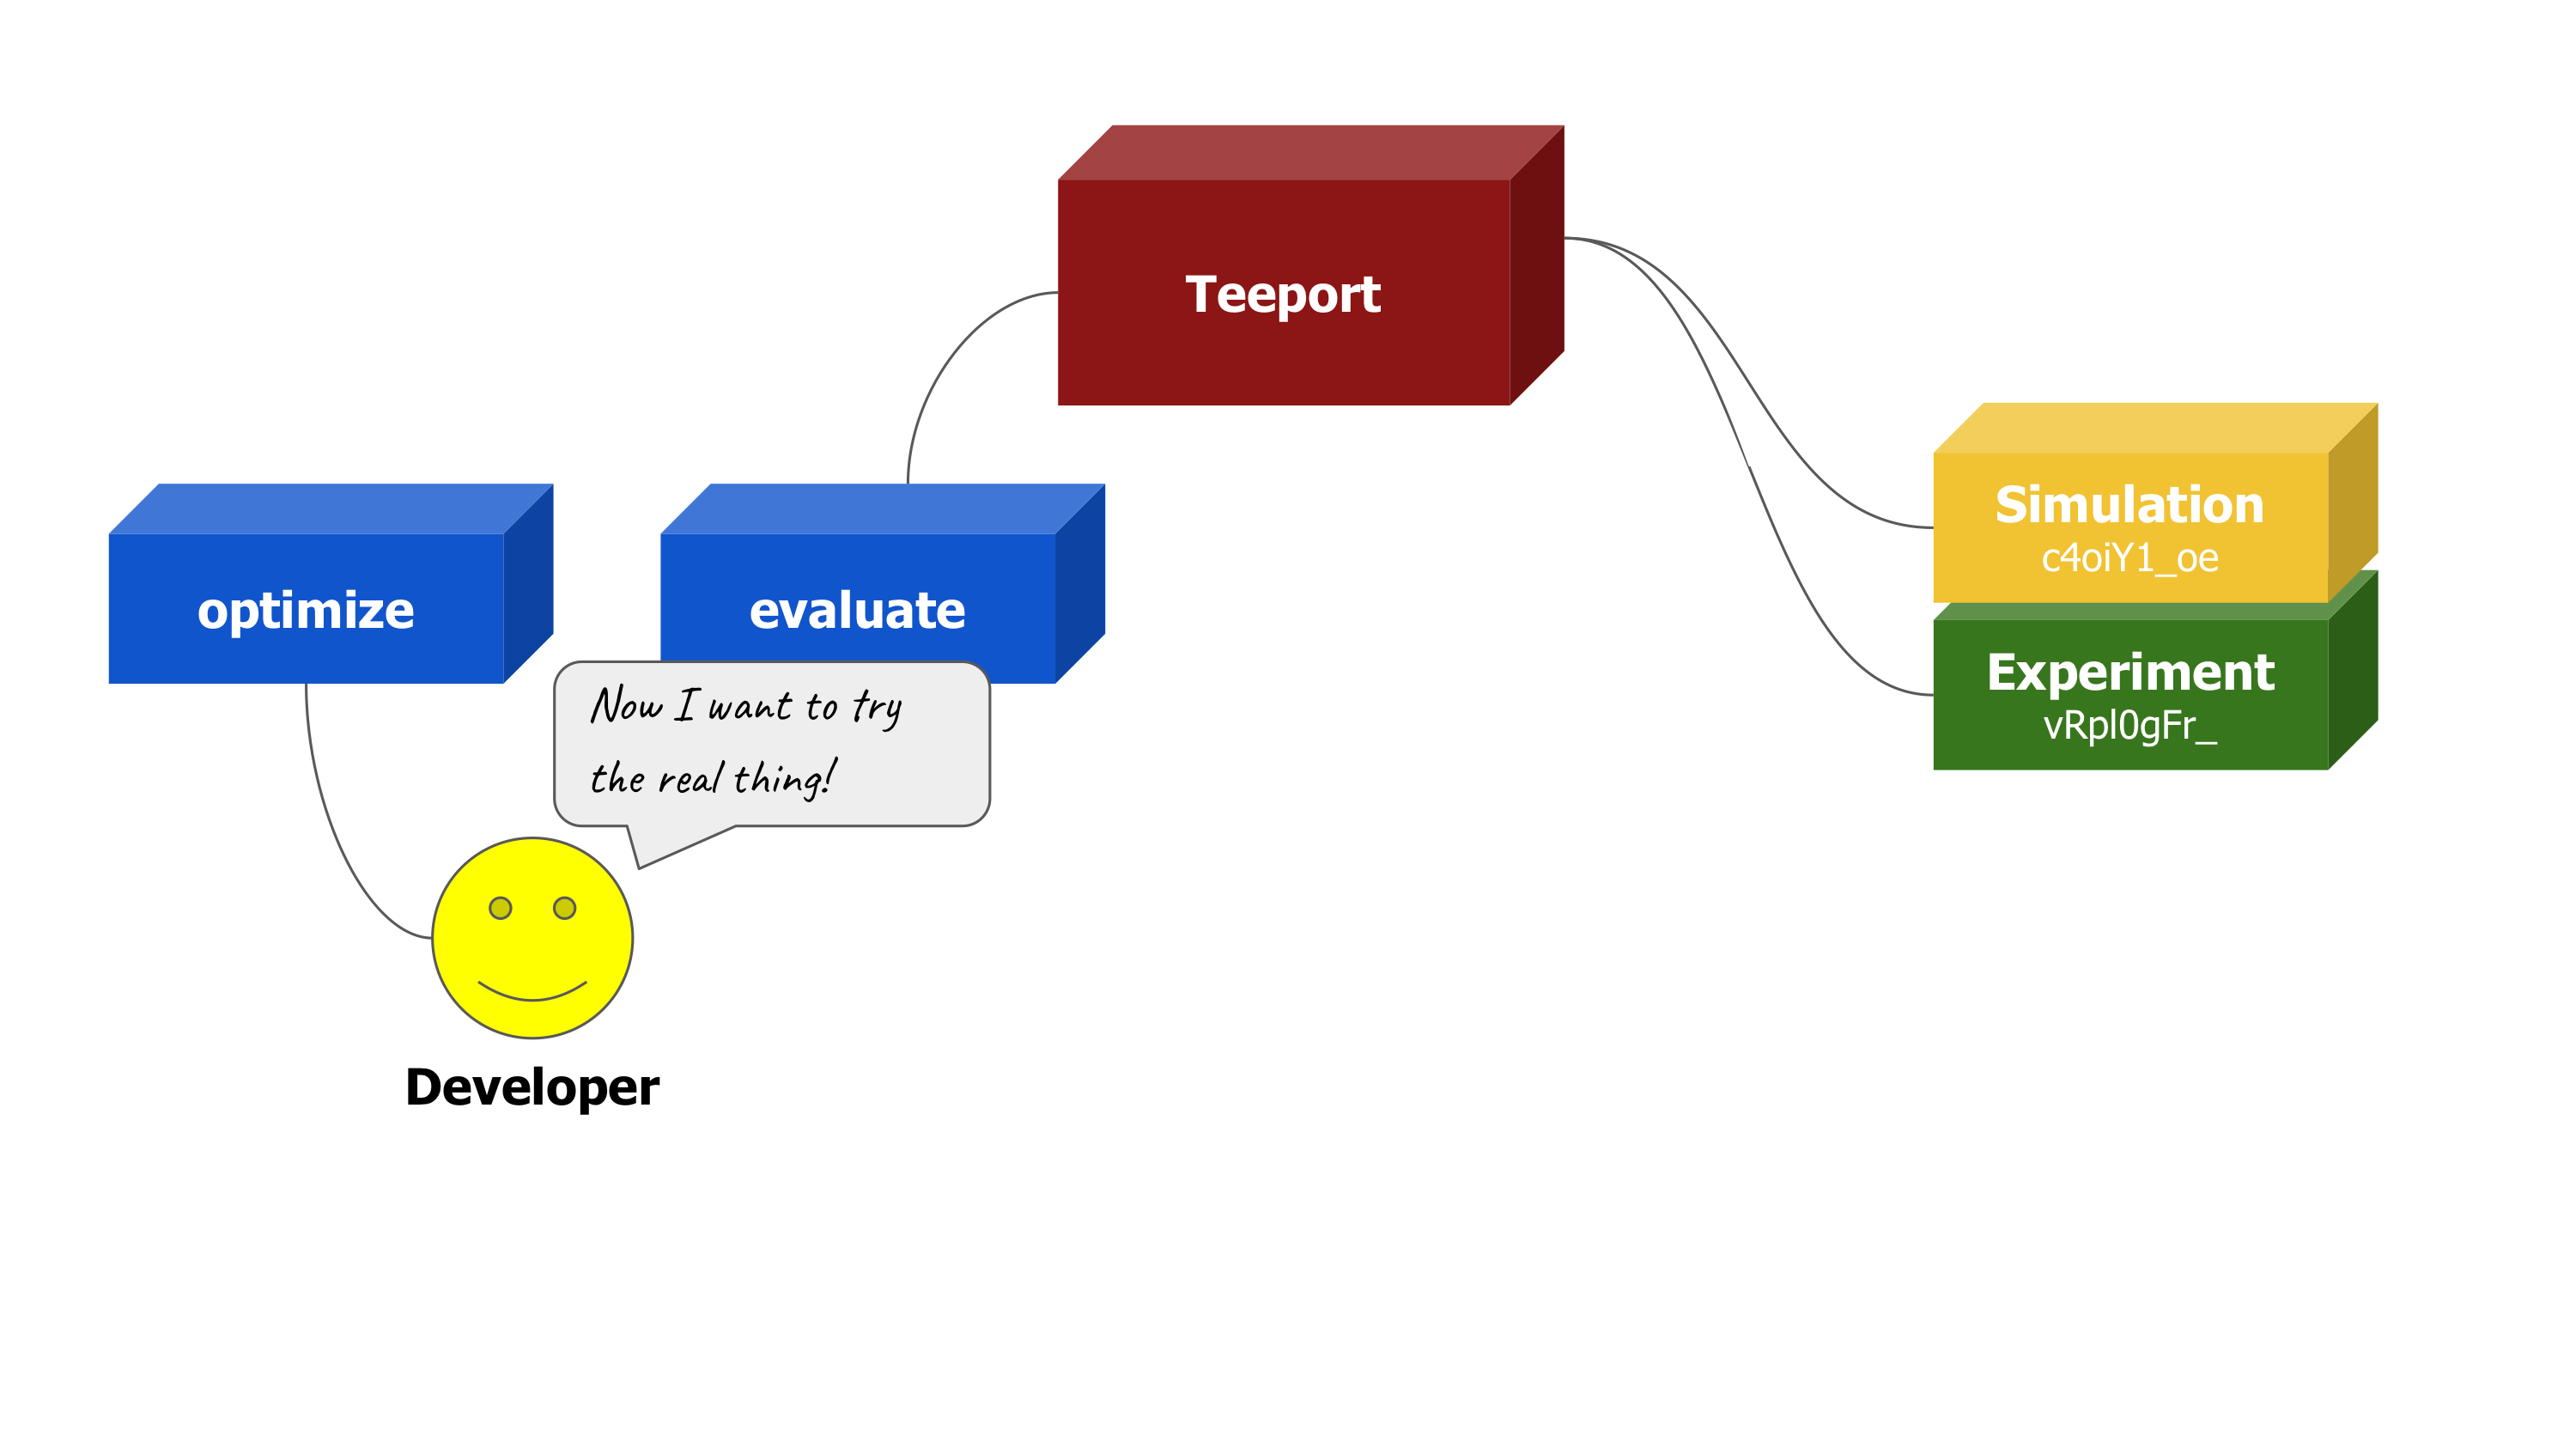 Teeport
Simulation
c4oiY1_oe
optimize
evaluate
Experiment
vRpl0gFr_
Now I want to try
the real thing!
Developer